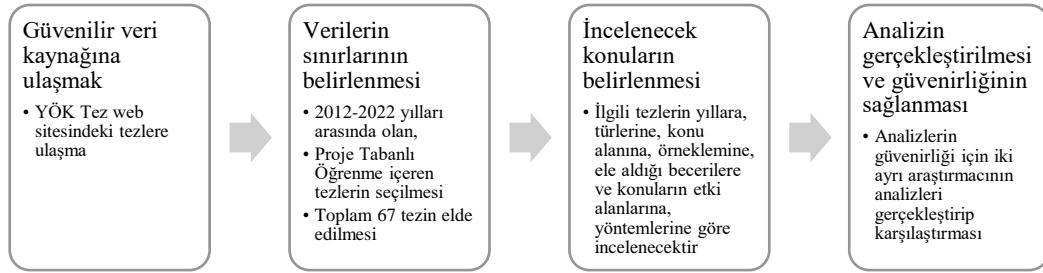 Güvenilir veri
kaynağına
ulaşmak
• YÖK Tez web
sitesindeki tezlere
ulaşma
Verilerin
sınırlarının
belirlenmesi
• 2012-2022 yılları
arasında olan,
• Proje Tabanlı
Öğrenme içeren
tezlerin seçilmesi
• Toplam 67 tezin elde
edilmesi
İncelenecek
konuların
belirlenmesi
• İlgili tezlerin yıllara,
türlerine, konu
alanına, örneklemine,
ele aldığı becerilere
ve konuların etki
alanlarına,
yöntemlerine göre
incelenecektir
Analizin
gerçekleştirilmesi
ve güvenirliğinin
sağlanması
• Analizlerin
güvenirliği için iki
ayrı araştırmacının
analizleri
gerçekleştirip
karşılaştırması